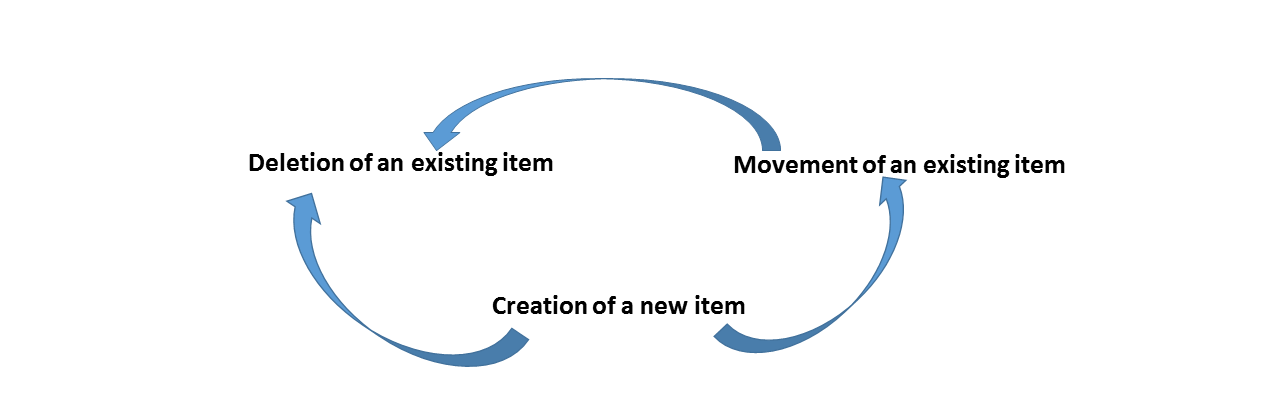 Deletion of an existing item
Movement of an existing item
Creation of a new item